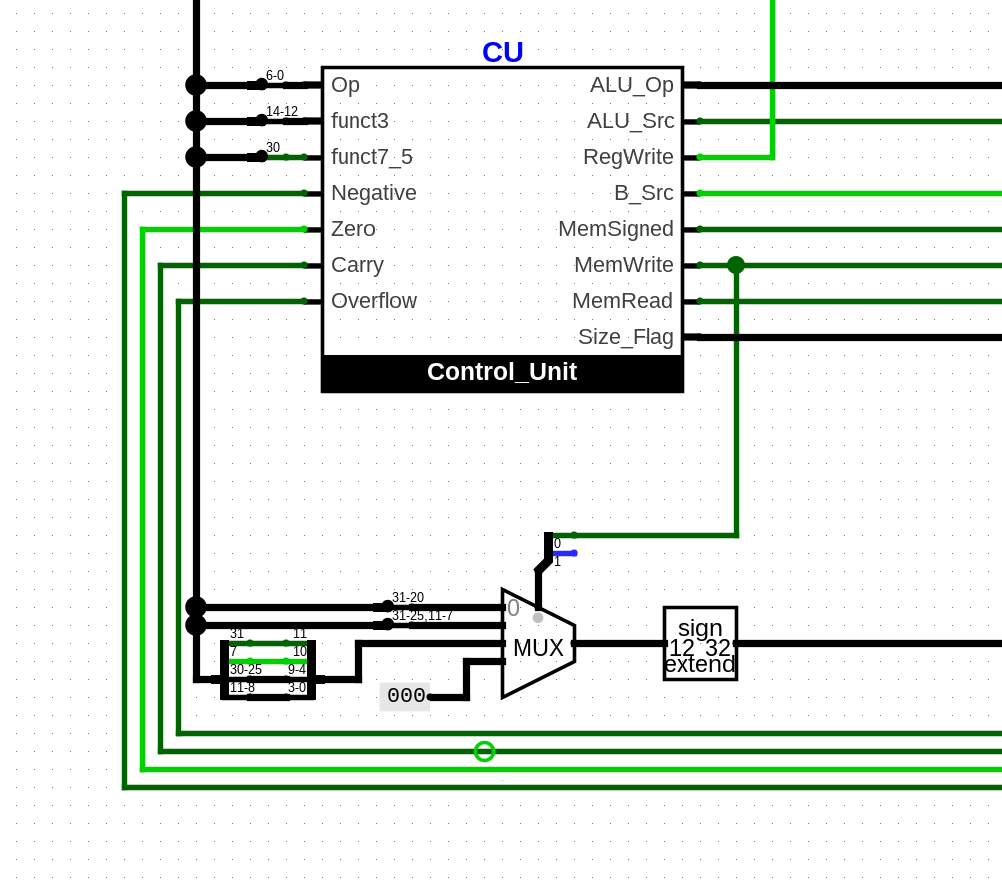 CU
6-0 Op ALU_Op
14-12 funct3 ALU_Src
30 funct7_5 RegWrite
Negative B_Src
Zero MemSigned
Carry MemWrite
Overflow MemRead
Size_Flag
Control_Unit
0
1
31-20 0
31-25,11-7
31 11
7 10
30-25 9-4
11-8 3-0
MUX
000
sign
12 32
extend